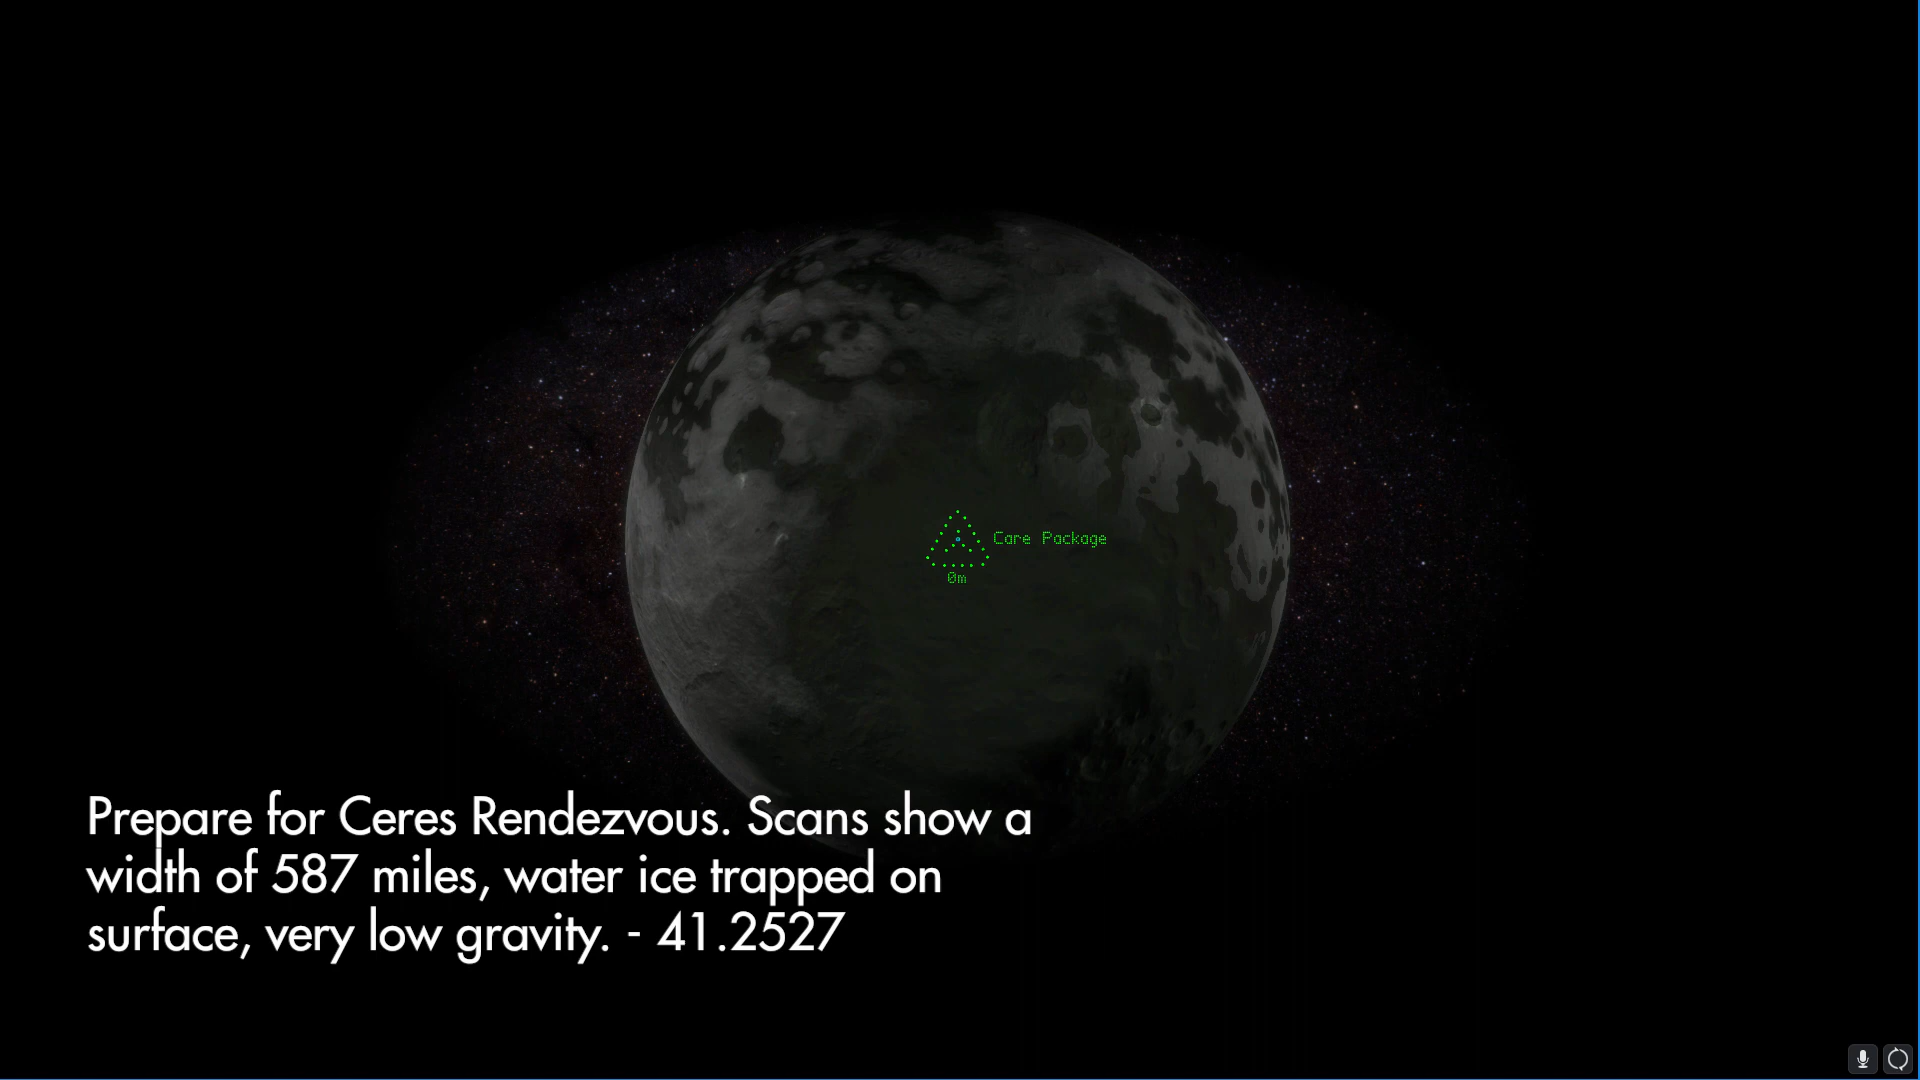 Care Package
0m
Prepare for Ceres Rendezvous. Scans show a
width of 587 miles, water ice trapped on
surface, very low gravity. - 41.2527